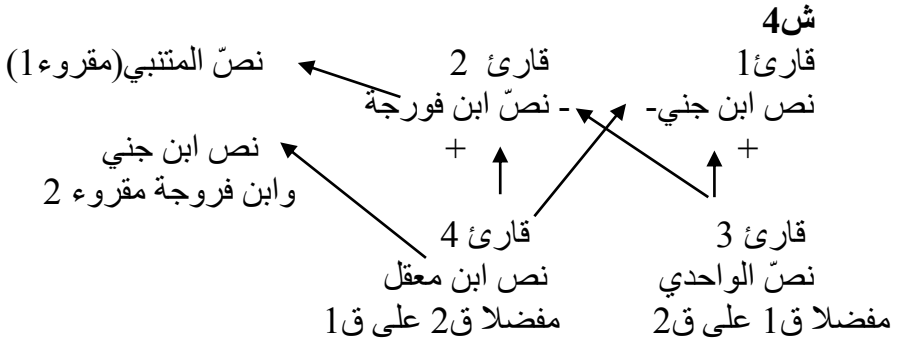 ش4
قارئ1 قارئ 2 نصّ المتنبي(مقروء1)
نص ابن جني- - نصّ ابن فورجة
+ + نص ابن جني
وابن فروجة مقروء 2
قارئ 3 قارئ 4
نصّ الواحدي نص ابن معقل
مفضلا ق1 على ق2 مفضلا ق2 على ق1